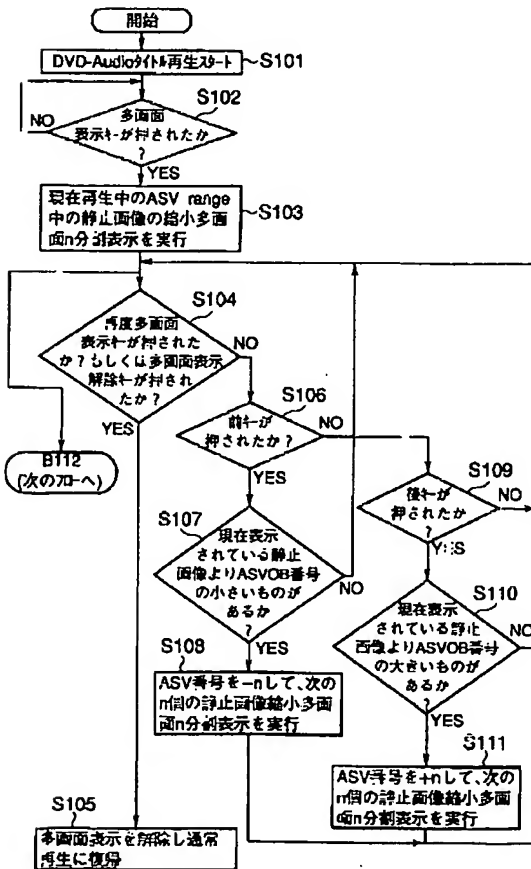 開始
DVD-Audioタイトル再生スタート
S101
S102
多画面
表示キーが押されたか
?
NO
YES
現在再生中のASV range
中の静止画像の縮小多画
面n分割表示を実行
S103
S104
再度多画面
表示キーが押された
か?もしくは多画面表示
解除キーが押され
たか?
NO
YES
B112
(次のフローへ)
S106
前キーが
押されたか?
NO
YES
S109
後キーが
押されたか
?
NO
YES
S107
現在表示
されている静止
画像よりASVOB番号
の小さいものが
あるか
?
NO
YES
S110
現在表示
されている静止
画像よりASVOB番号
の大きいものが
あるか
?
NO
YES
S108
ASV番号を-nして、次の
n個の静止画像縮小多画
面n分割表示を実行
S111
ASV番号を+nして、次の
n個の静止画像縮小多画
面n分割表示を実行
S105
多画面表示を解除し通常
再生に復帰